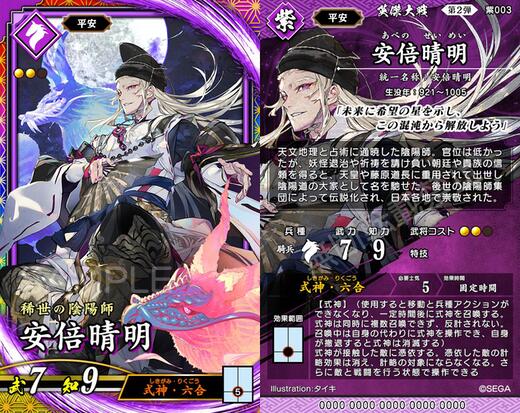 平安
稀世の陰陽師
安倍晴明
武7 知9
しきがみ・りくごう
式神・六合
5
SAMPLE
紫
平安
英傑大戦 第2弾 紫003
あべの せいめい
安倍晴明
統一名称 安倍晴明
生没年 921~1005
「未来に希望の星を示し、
この混沌から解放しよう」
天文地理と占術に通暁した陰陽師。官位は低かっ
たが、妖怪退治や祈祷を請け負い朝廷や貴族の信
頼を得ると、天皇や藤原道長に重用されて出世し
陰陽道の大家として名を馳せた。後世の陰陽師集
団によって伝説化され、日本各地で崇敬された。
兵種 武力 知力 武将コスト
騎兵 7 9
特技
しきがみ・りくごう 必要士気 効果時間
式神・六合 5 固定時間
効果範囲
【式神】(使用すると移動と兵種アクションが
できなくなり、一定時間後に式神を召喚する。
式神は同時に複数召喚できず、反計されない。
召喚中は自身の代わりに式神を操作でき、自身
が撤退すると式神は消滅する)
式神が接触した敵に憑依する。憑依した敵の計
略効果は消え、計略の対象にならなくなる。さ
らに敵と戦闘を行う状態で操作できる
Illustration:タイキ ©SEGA
0000 0000 0000 0000 0000